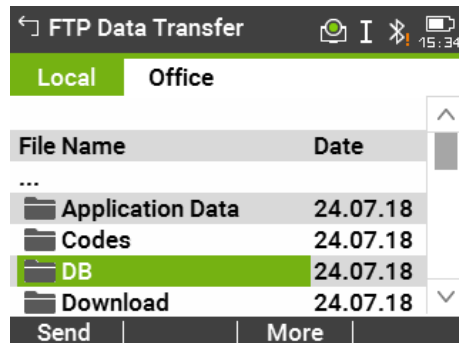 FTP Data Transfer
15:34
Local Office
File Name Date
...
Application Data 24.07.18
Codes 24.07.18
DB 24.07.18
Download 24.07.18
Send More